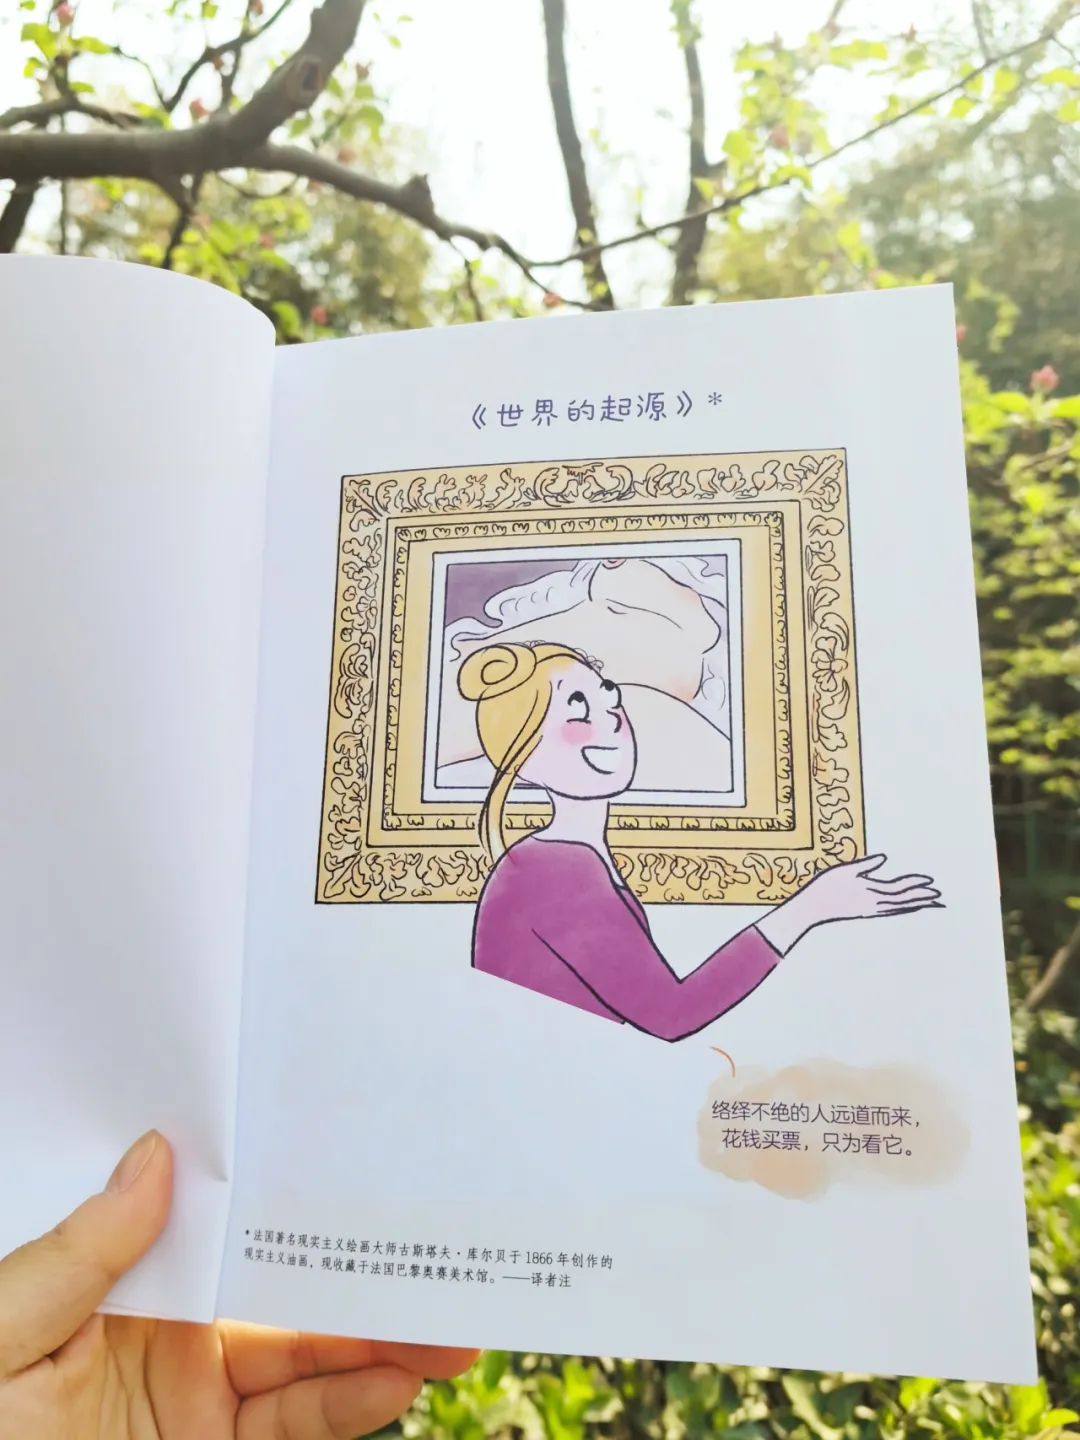 《世界的起源》*
络绎不绝的人远道而来，
花钱买票，只为看它。
*法国著名现实主义绘画大师古斯塔夫·库尔贝于1866年创作的
现实主义油画，现收藏于法国巴黎奥赛美术馆。——译者注